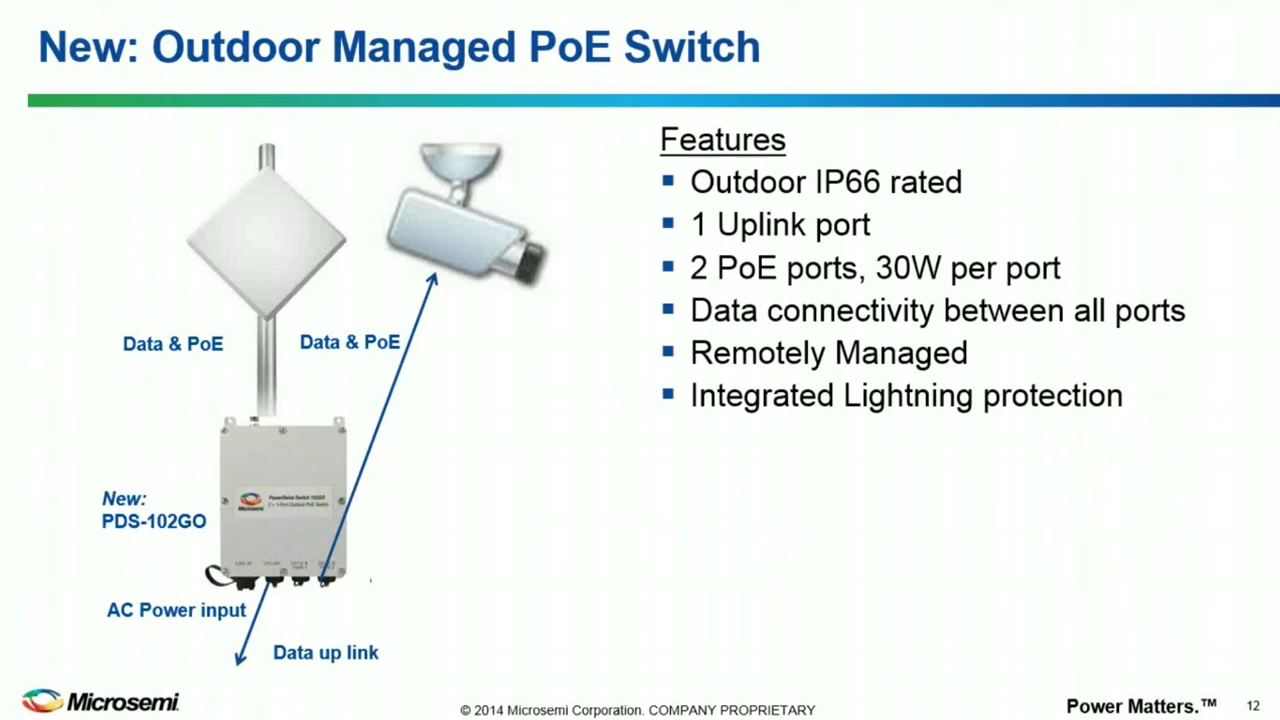 New: Outdoor Managed PoE Switch
Features
▪ Outdoor IP66 rated
▪ 1 Uplink port
▪ 2 PoE ports, 30W per port
▪ Data connectivity between all ports
▪ Remotely Managed
▪ Integrated Lightning protection
Data & PoE
Data & PoE
New:
PDS-102GO
Microsemi
AC Power input
Data up link
Microsemi
© 2014 Microsemi Corporation. COMPANY PROPRIETARY
Power Matters.™
12